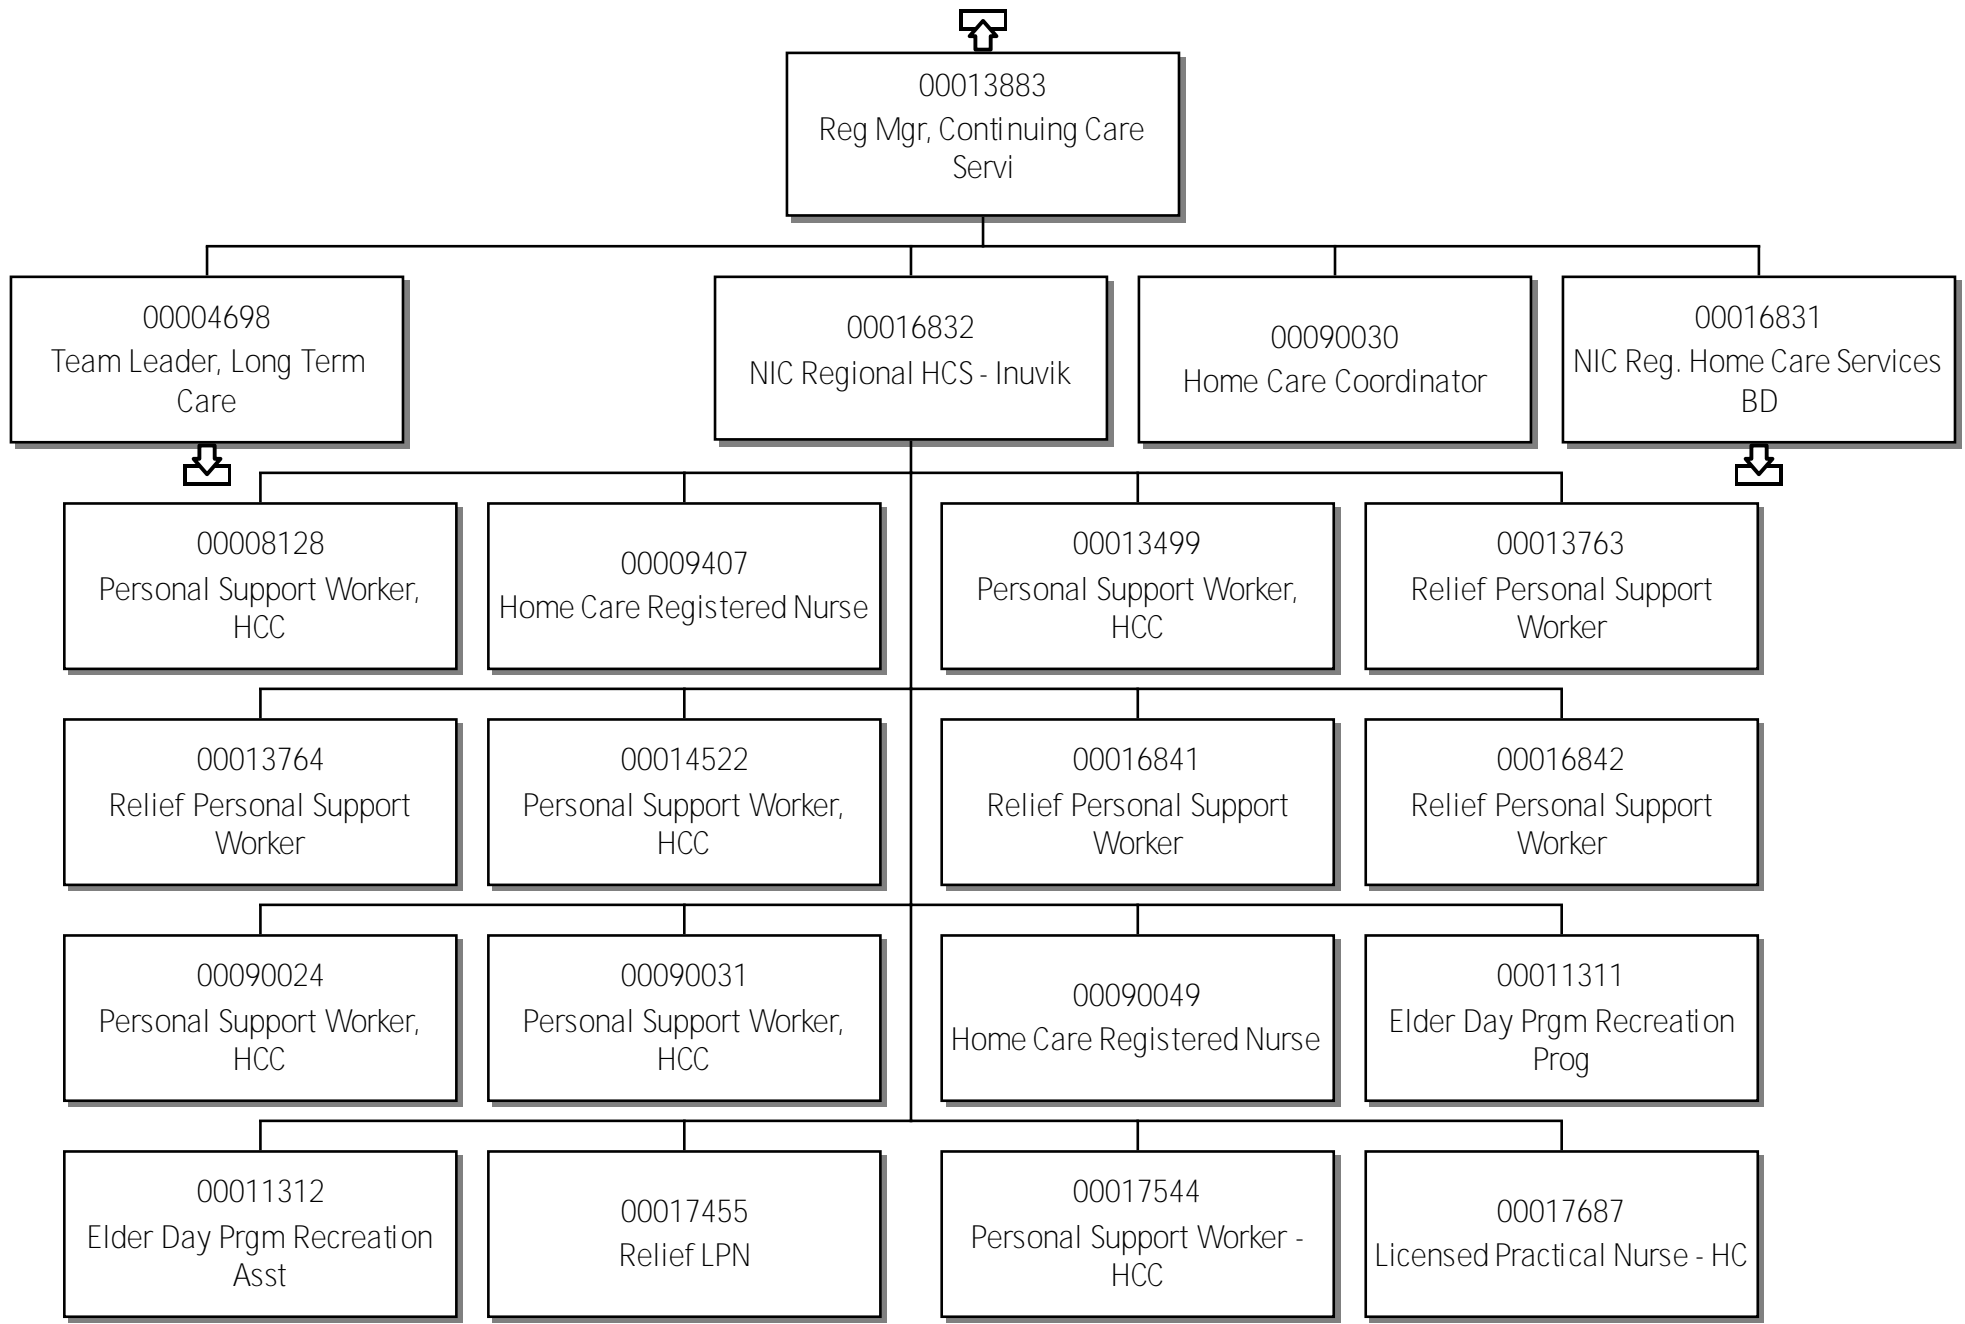 00013883
Reg Mgr, Continuing Care
Servi
00004698
Team Leader, Long Term
Care
00016832
NIC Regional HCS - Inuvik
00090030
Home Care Coordinator
00016831
NIC Reg. Home Care Services
BD
00008128
Personal Support Worker,
HCC
00009407
Home Care Registered Nurse
00013499
Personal Support Worker,
HCC
00013763
Relief Personal Support
Worker
00013764
Relief Personal Support
Worker
00014522
Personal Support Worker,
HCC
00016841
Relief Personal Support
Worker
00016842
Relief Personal Support
Worker
00090024
Personal Support Worker,
HCC
00090031
Personal Support Worker,
HCC
00090049
Home Care Registered Nurse
00011311
Elder Day Prgm Recreation
Prog
00011312
Elder Day Prgm Recreation
Asst
00017455
Relief LPN
00017544
Personal Support Worker -
HCC
00017687
Licensed Practical Nurse - HC